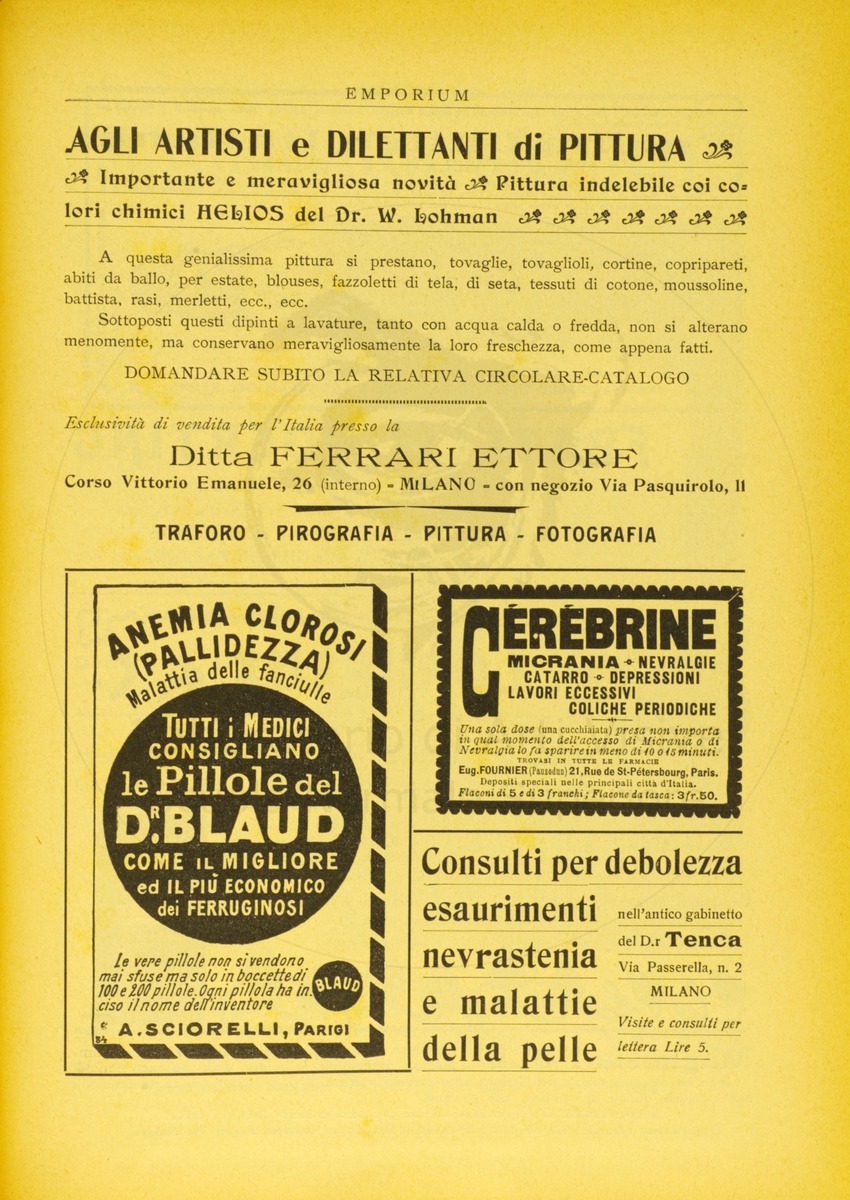 EMPORIUM
AGLI ARTISTI e DILETTANTI di PITTURA
Importante e meravigliosa novità Pittura indelebile coi co=
lori chimici HELIOS del Dr. W. Lohman
A questa genialissima pittura si prestano, tovaglie, tovaglioli, cortine, copripareti,
abiti da ballo, per estate, blouses, fazzoletti di tela, di seta, tessuti di cotone, moussoline,
battista, rasi, merletti, ecc., ecc.
Sottoposti questi dipinti a lavature, tanto con acqua calda o fredda, non si alterano
menomente, ma conservano meravigliosamente la loro freschezza, come appena fatti.
DOMANDARE SUBITO LA RELATIVA CIRCOLARE-CATALOGO
Esclusività di vendita per l'Italia presso la
Ditta FERRARI ETTORE
Corso Vittorio Emanuele, 26 (interno) - MILANO - con negozio Via Pasquirolo, 11
TRAFORO - PIROGRAFIA - PITTURA - FOTOGRAFIA
ANEMIA CLOROSI
(PALLIDEZZA)
Malattia delle fanciulle
TUTTI i MEDICI
CONSIGLIANO
le Pillole del
Dr. BLAUD
COME IL MIGLIORE
ed IL PIÙ ECONOMICO
dei FERRUGINOSI
Le vere pillole non si vendono
mai sfuse ma solo in boccette di
100 e 200 pillole. Ogni pillola ha in.
ciso il nome dell'inventore
BLAUD
A. SCIORELLI, PARIGI
84
CÉRÉBRINE
MICRANIA NEVRALGIE
CATARRO DEPRESSIONI
LAVORI ECCESSIVI
COLICHE PERIODICHE
Una sola dose (una cucchiaiata) presa non importa
in qual momento dell'accesso di Micrania o di
Nevralgia lo fa sparire in meno di 10 o 15 minuti.
TROVASI IN TUTTE LE FARMACIE
Eug. FOURNIER (Pausodun) 21, Rue de St-Pétersbourg, Paris.
Depositi speciali nelle principali città d'Italia.
Flaconi di 5 e di 3 franchi; Flacone da tasca: 3 fr. 50.
Consulti per debolezza
esaurimenti
nevrastenia
e malattie
della pelle
nell'antico gabinetto
del D.r Tenca
Via Passerella, n. 2
MILANO
Visite e consulti per
lettera Lire 5.